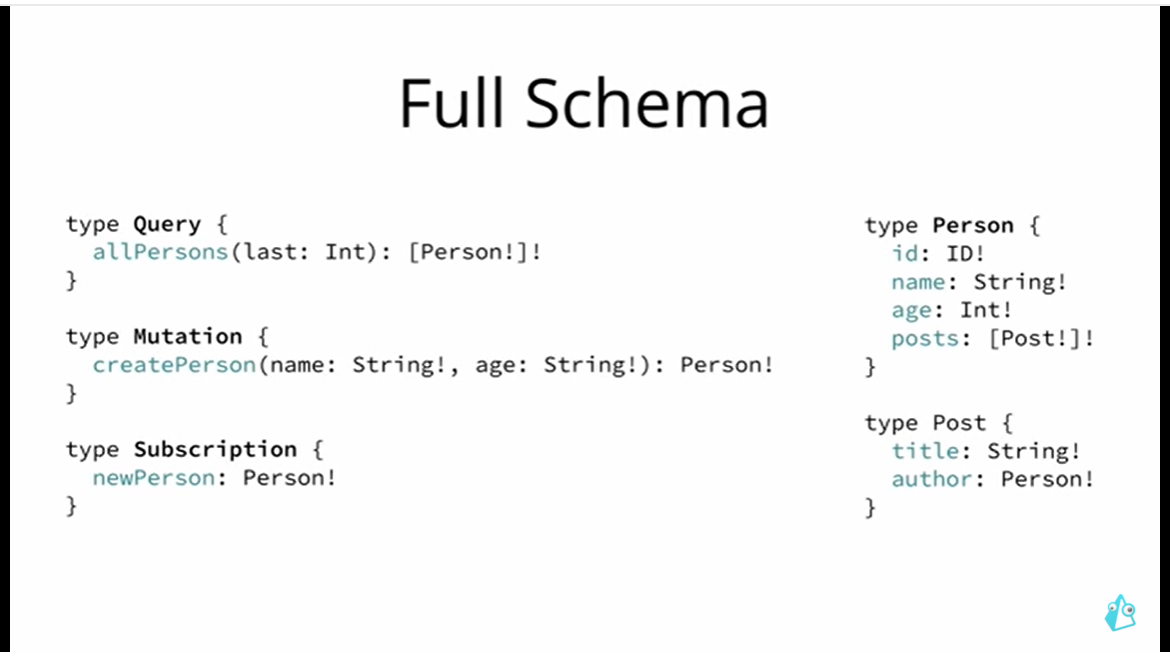 Full Schema
type Query {
  allPersons(last: Int): [Person!]!
}
type Mutation {
  createPerson(name: String!, age: String!): Person!
}
type Subscription {
  newPerson: Person!
}
type Person {
  id: ID!
  name: String!
  age: Int!
  posts: [Post!]!
}
type Post {
  title: String!
  author: Person!
}